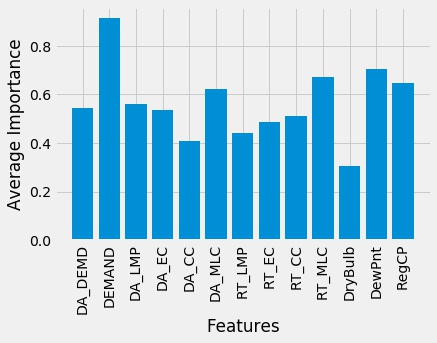 Average Importance
0.8
0.6
0.4
0.2
0.0
DA_DEMD
DEMAND
DA_LMP
DA_EC
DA_CC
DA_MLC
RT_LMP
RT_EC
RT_CC
RT_MLC
DryBulb
DewPnt
RegCP
Features